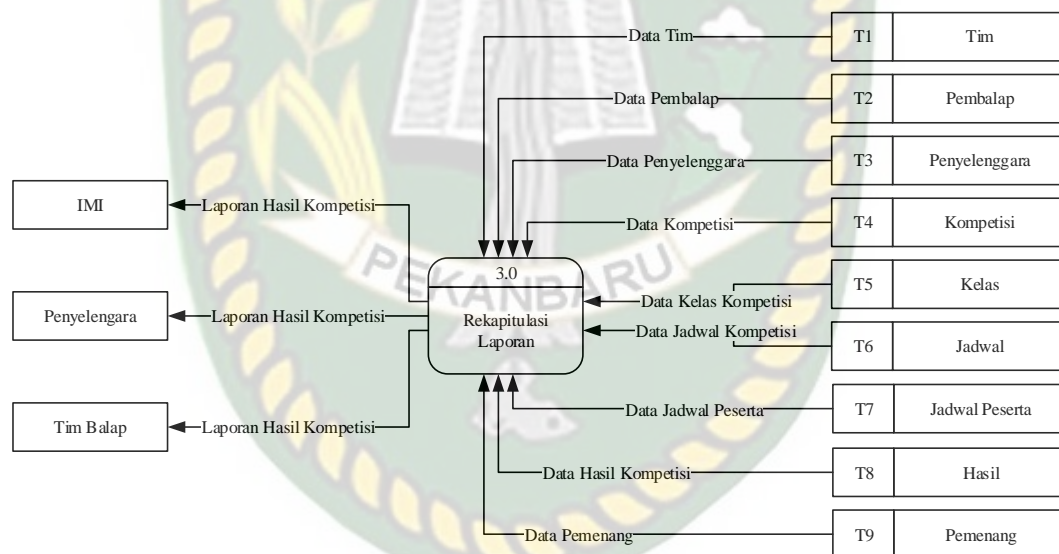 Data Tim
T1
Tim
Data Pembalap
T2
Pembalap
Data Penyelenggara
T3
Penyelenggara
IMI
Laporan Hasil Kompetisi
Data Kompetisi
T4
Kompetisi
PEKANBARU
3.0
Rekapitulasi
Laporan
Data Kelas Kompetisi
T5
Kelas
Penyelengara
Laporan Hasil Kompetisi
Data Jadwal Kompetisi
T6
Jadwal
Tim Balap
Laporan Hasil Kompetisi
Data Jadwal Peserta
T7
Jadwal Peserta
Data Hasil Kompetisi
T8
Hasil
Data Pemenang
T9
Pemenang